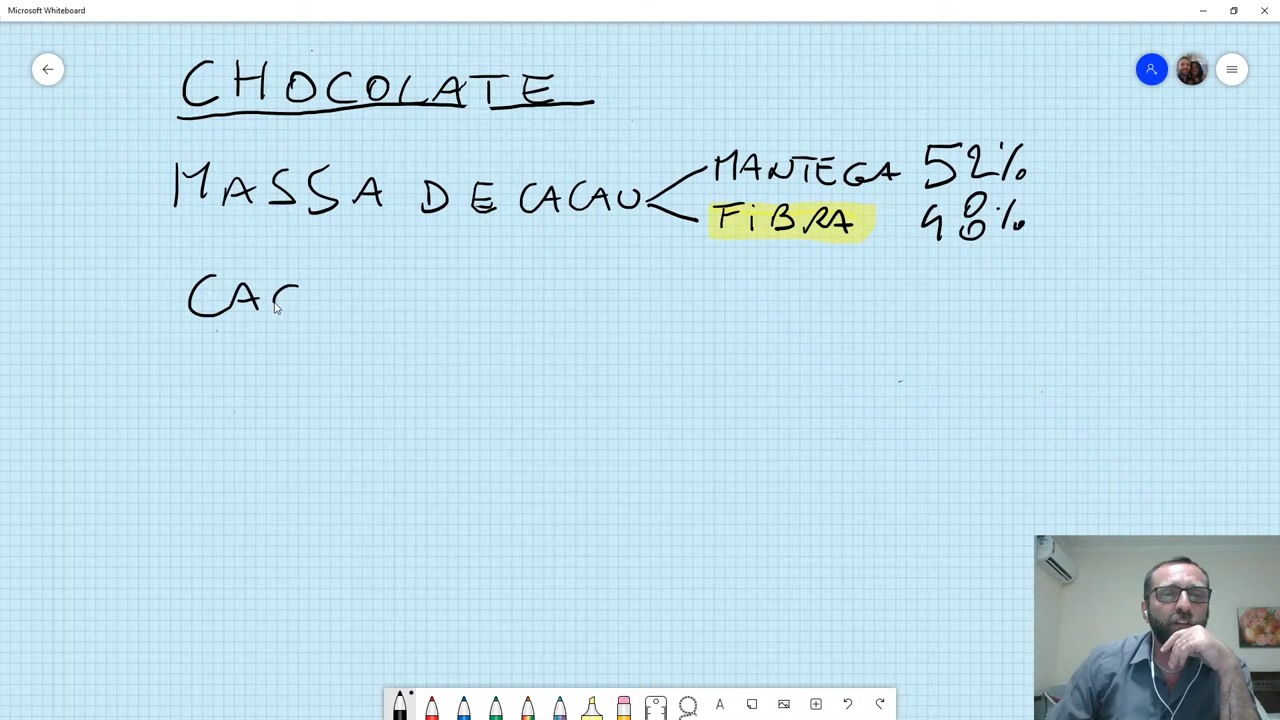 Microsoft Whiteboard
CHOCOLATE
MASSA DE CACAU
MANTEGA 52%
FIBRA 48%
CAC